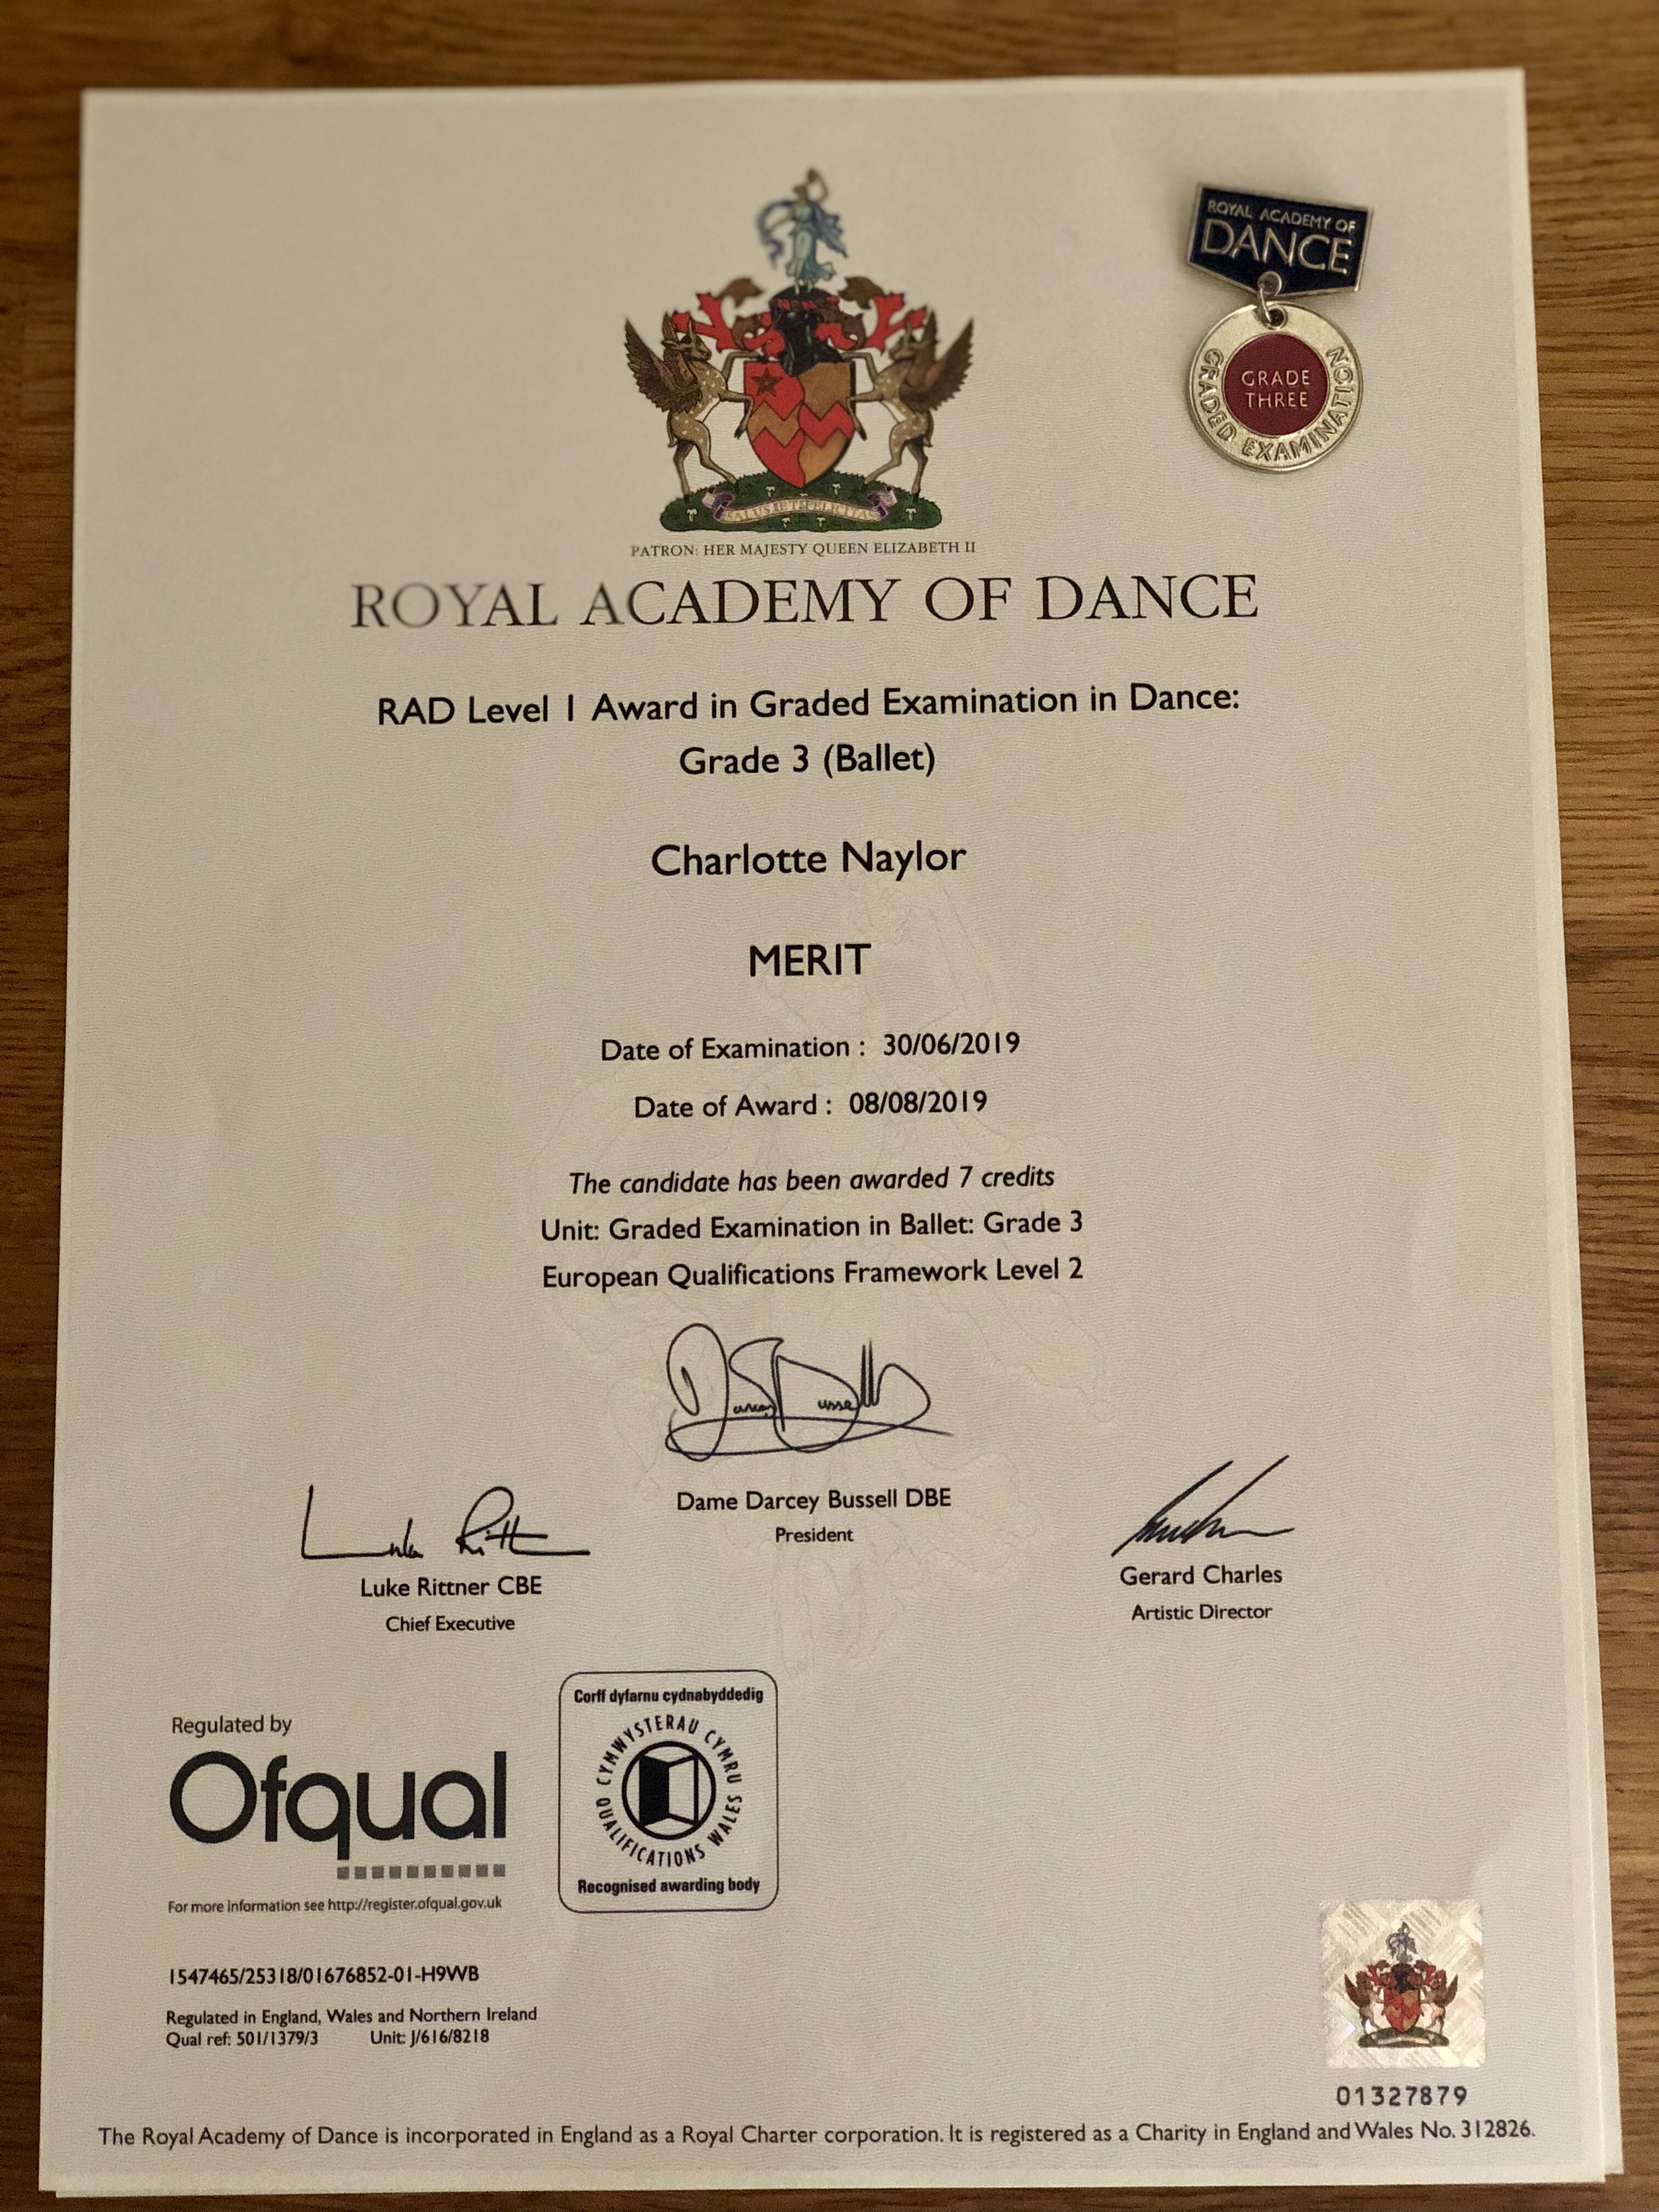 ROYAL ACADEMY OF
DANCE
GRADE
THREE
GRADED EXAMINATION
SALUS ET FELICITAS
PATRON: HER MAJESTY QUEEN ELIZABETH II
ROYAL ACADEMY OF DANCE
RAD Level 1 Award in Graded Examination in Dance:
Grade 3 (Ballet)
Charlotte Naylor
MERIT
Date of Examination : 30/06/2019
Date of Award : 08/08/2019
The candidate has been awarded 7 credits
Unit: Graded Examination in Ballet: Grade 3
European Qualifications Framework Level 2
Darcey Bussell
Dame Darcey Bussell DBE
President
Luke Rittner
Luke Rittner CBE
Chief Executive
Gerard Charles
Artistic Director
Regulated by
Ofqual
For more information see http://register.ofqual.gov.uk
Corff dyfarnu cydnabyddedig
CYMWYSTERAU CYMRU
QUALIFICATIONS WALES
Recognised awarding body
1547465/25318/01676852-01-H9WB
Regulated in England, Wales and Northern Ireland
Qual ref: 501/1379/3 Unit: J/616/8218
01327879
The Royal Academy of Dance is incorporated in England as a Royal Charter corporation. It is registered as a Charity in England and Wales No. 312826.